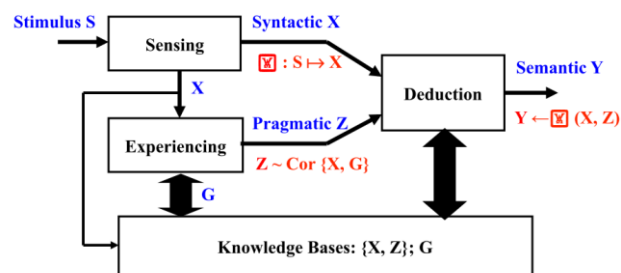 Stimulus S
Syntactic X
Sensing
: S ↦ X
Semantic Y
Deduction
X
Pragmatic Z
Y ← (X, Z)
Experiencing
Z ~ Cor {X, G}
G
Knowledge Bases: {X, Z}; G